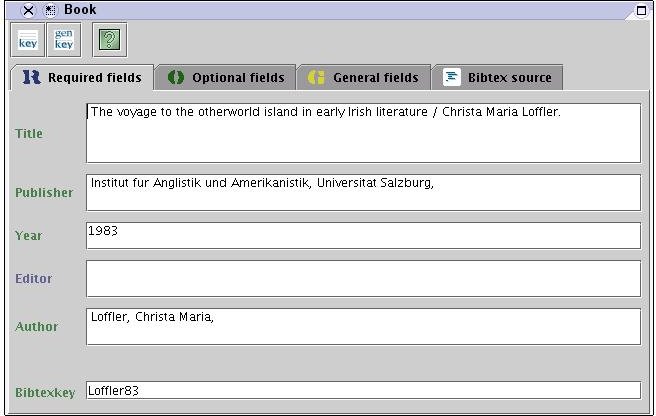 Book
key
gen
key
?
Required fields
Optional fields
General fields
Bibtex source
Title
The voyage to the otherworld island in early Irish literature / Christa Maria Loffler.
Publisher
Institut fur Anglistik und Amerikanistik, Universitat Salzburg,
Year
1983
Editor
Author
Loffler, Christa Maria,
Bibtexkey
Loffler83